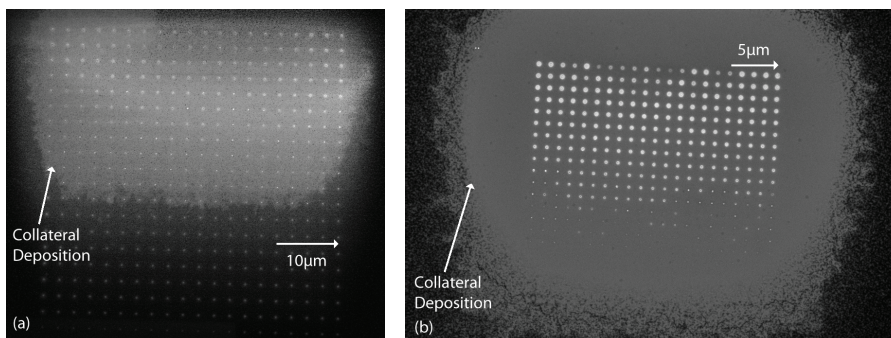 Collateral
Deposition
10μm
(a)
5μm
Collateral
Deposition
(b)